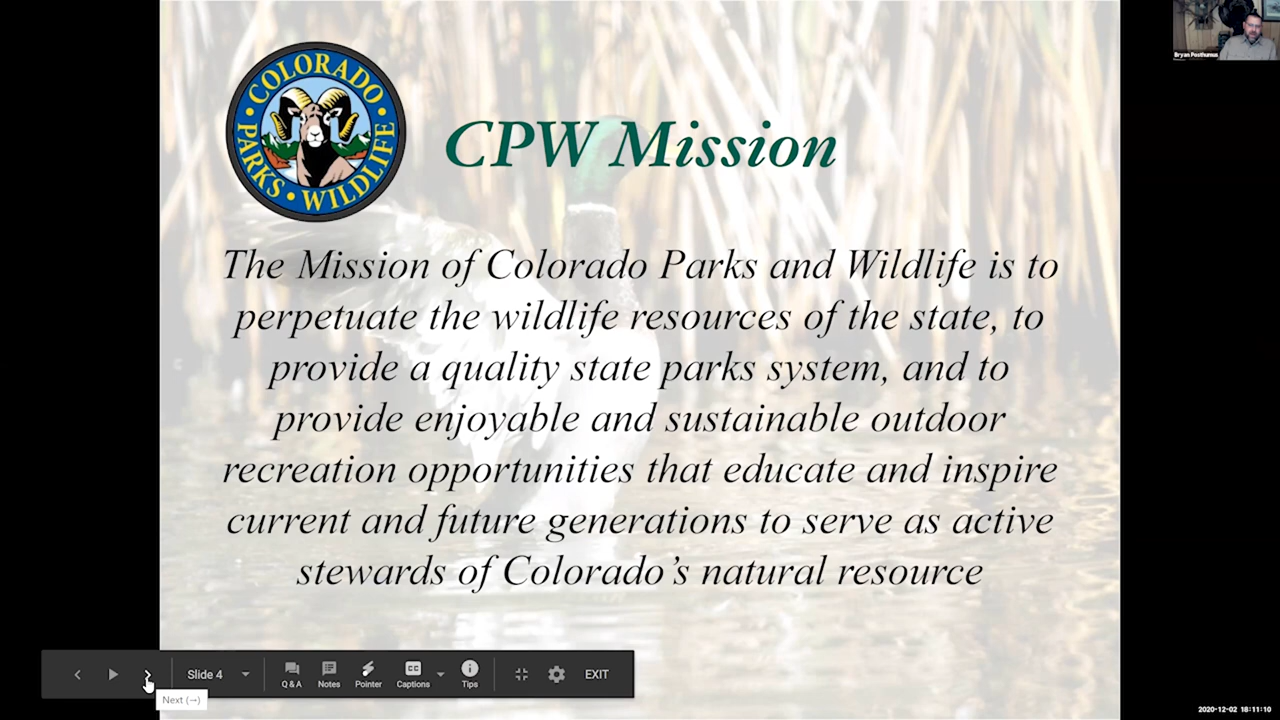 COLORADO
PARKS • WILDLIFE
CPW Mission
Bryan Posthumus
The Mission of Colorado Parks and Wildlife is to
perpetuate the wildlife resources of the state, to
provide a quality state parks system, and to
provide enjoyable and sustainable outdoor
recreation opportunities that educate and inspire
current and future generations to serve as active
stewards of Colorado’s natural resource
Slide 4
Q & A
Notes
Pointer
CC
Captions
Tips
EXIT
Next (→)
2020-12-02 18:11:10